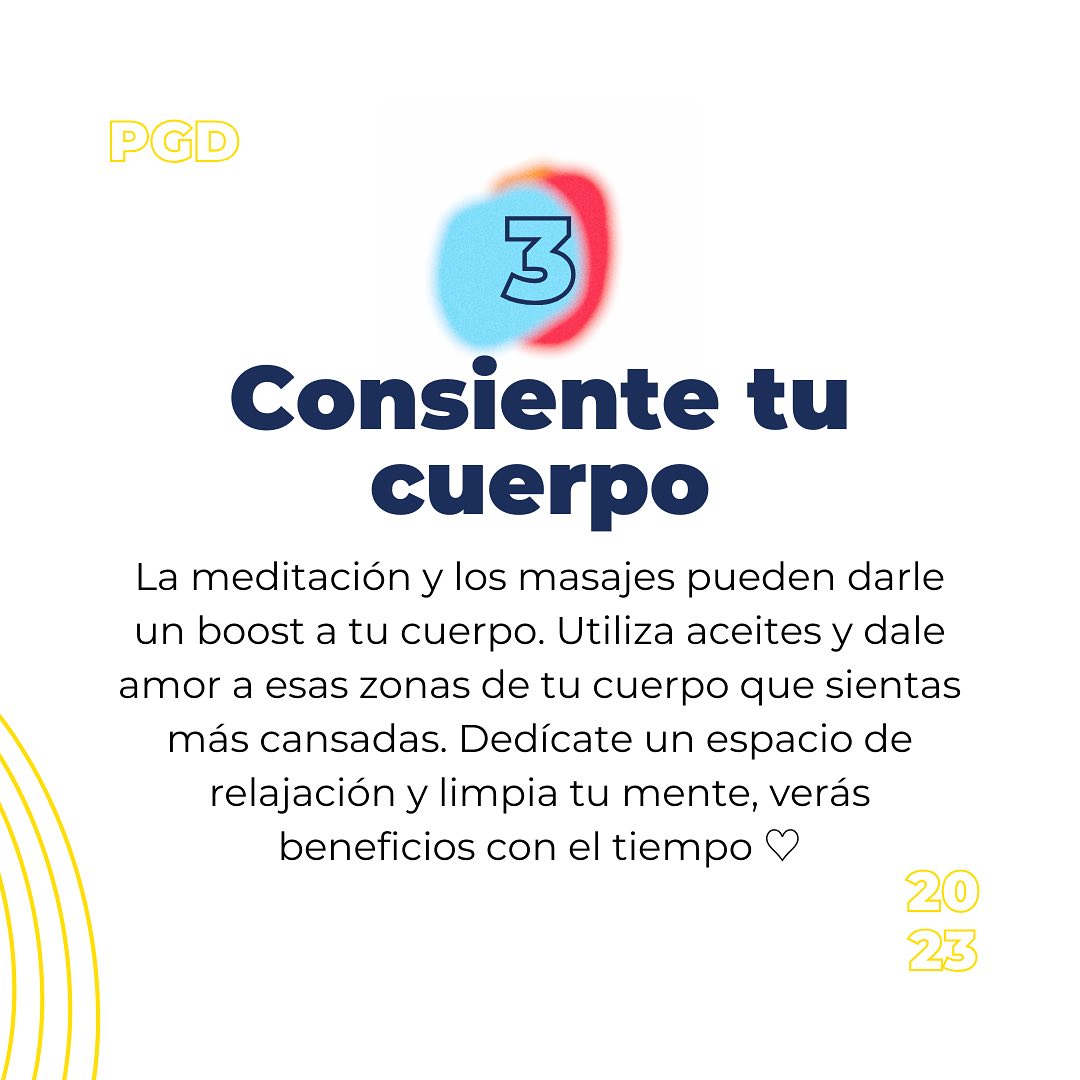 PGD
3
Consiente tu
cuerpo
La meditación y los masajes pueden darle
un boost a tu cuerpo. Utiliza aceites y dale
amor a esas zonas de tu cuerpo que sientas
más cansadas. Dedícate un espacio de
relajación y limpia tu mente, verás
beneficios con el tiempo ♡
20
23